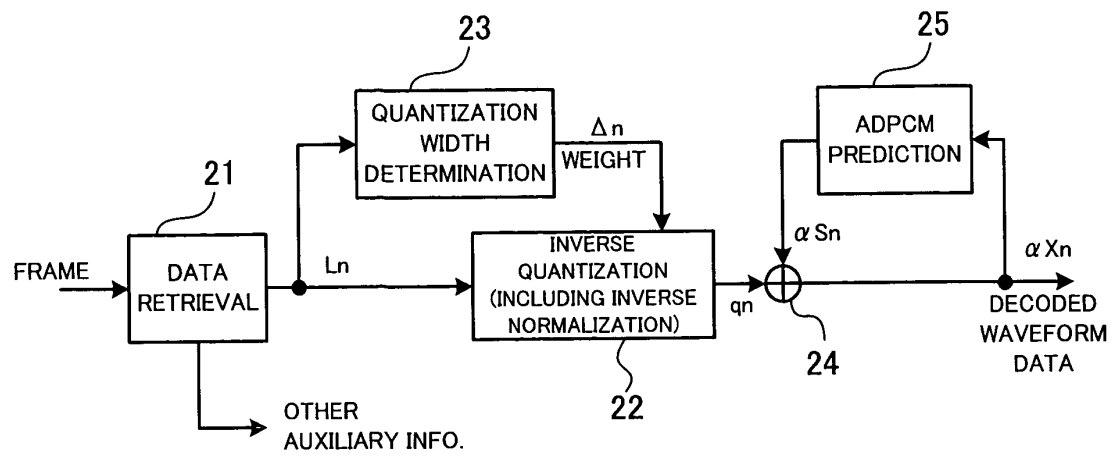 23
QUANTIZATION
WIDTH
DETERMINATION
Δn
WEIGHT
25
ADPCM
PREDICTION
21
FRAME
DATA
RETRIEVAL
Ln
INVERSE
QUANTIZATION
(INCLUDING INVERSE
NORMALIZATION)
22
qn
αSn
24
αXn
DECODED
WAVEFORM
DATA
OTHER
AUXILIARY INFO.